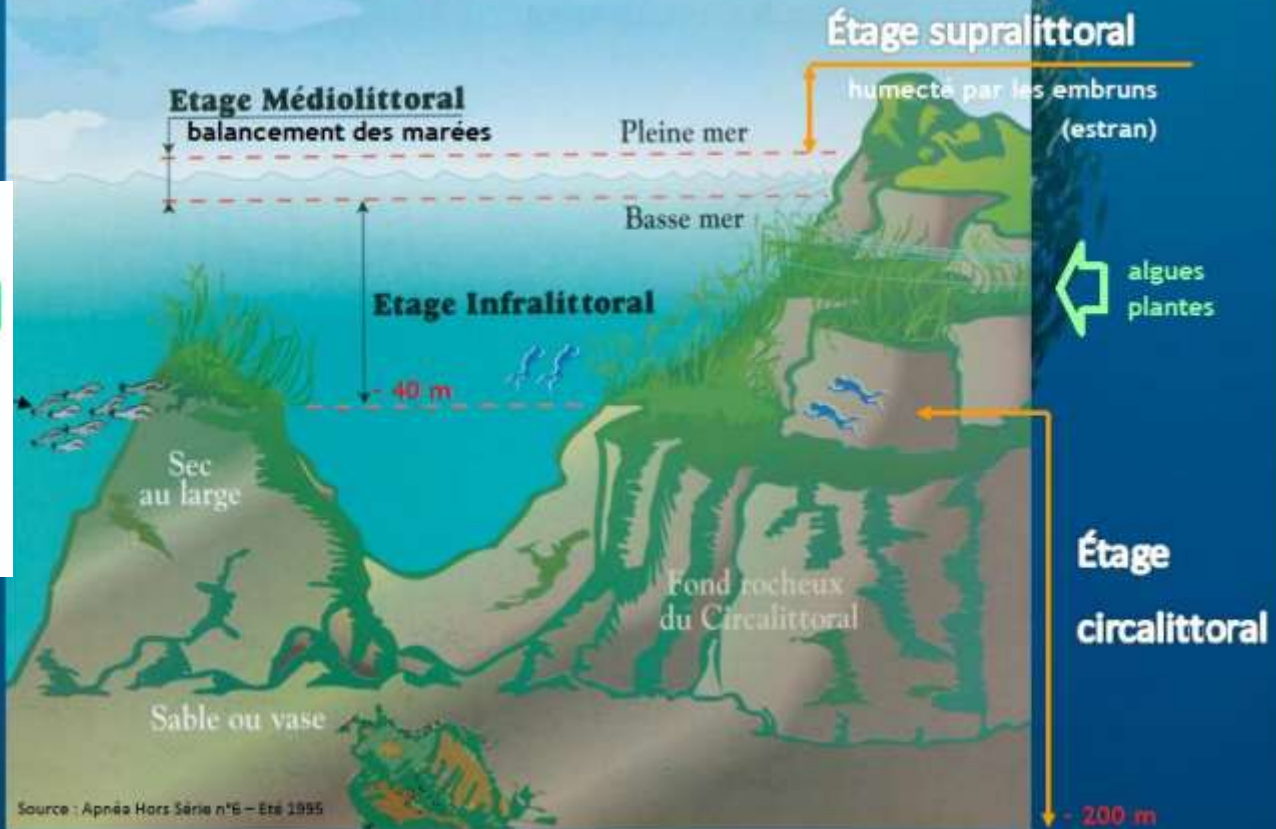 Étage supralittoral
humecté par les embruns
(estran)
Etage Médiolittoral
balancement des marées
Pleine mer
Basse mer
algues
plantes
Etage Infralittoral
- 40 m
Sec
au large
Fond rocheux
du Circalittoral
Étage
circalittoral
Sable ou vase
Source : Apnéa Hors Série n°6 – Eté 1995
- 200 m